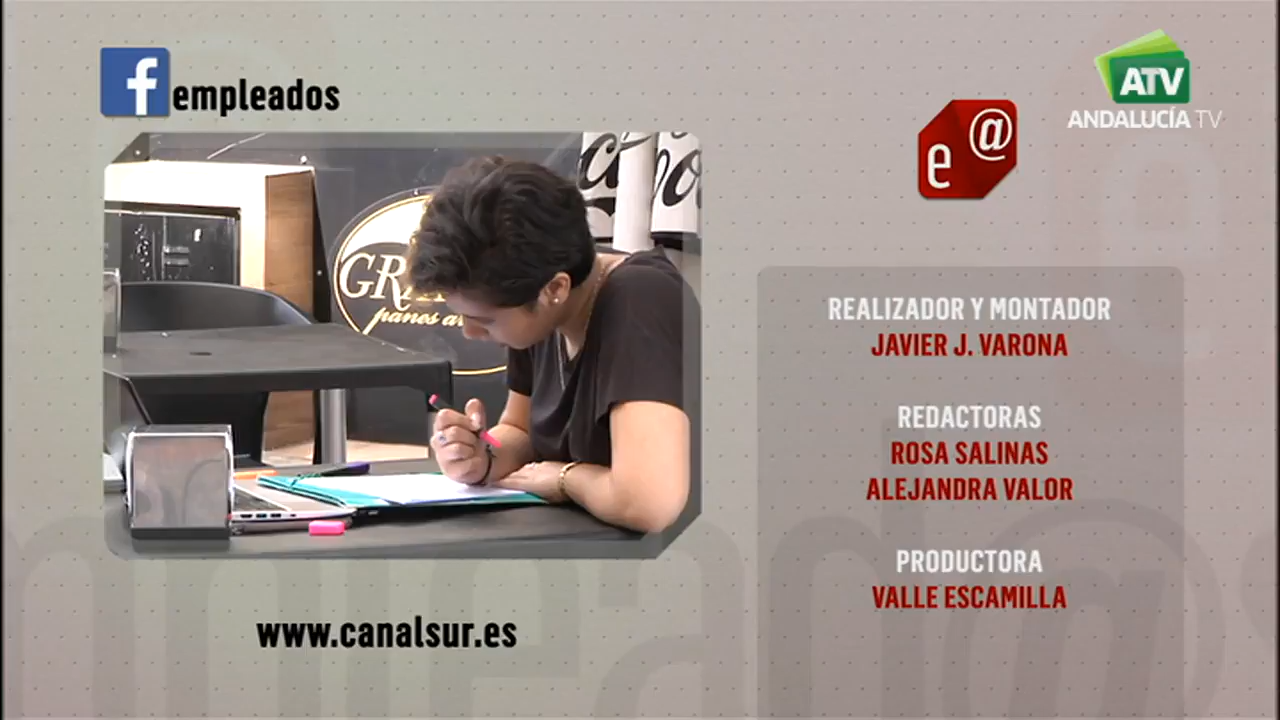 f empleados
ATV
ANDALUCÍA TV
e@
REALIZADOR Y MONTADOR
JAVIER J. VARONA
REDACTORAS
ROSA SALINAS
ALEJANDRA VALOR
PRODUCTORA
VALLE ESCAMILLA
www.canalsur.es
panes